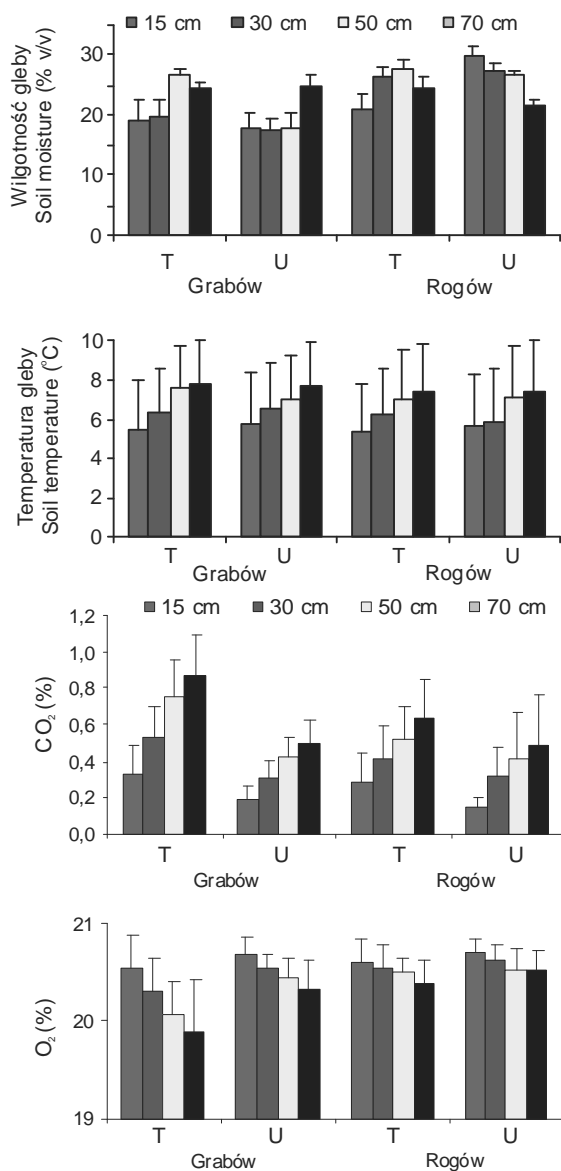 15 cm 30 cm 50 cm 70 cm
Wilgotność gleby
Soil moisture (% v/v)
30
20
10
0
T U T U
Grabów Rogów
Temperatura gleby
Soil temperature (°C)
10
8
6
4
2
0
T U T U
Grabów Rogów
15 cm 30 cm 50 cm 70 cm
CO₂ (%)
1,2
1,0
0,8
0,6
0,4
0,2
0,0
T U T U
Grabów Rogów
O₂ (%)
21
20
19
T U T U
Grabów Rogów